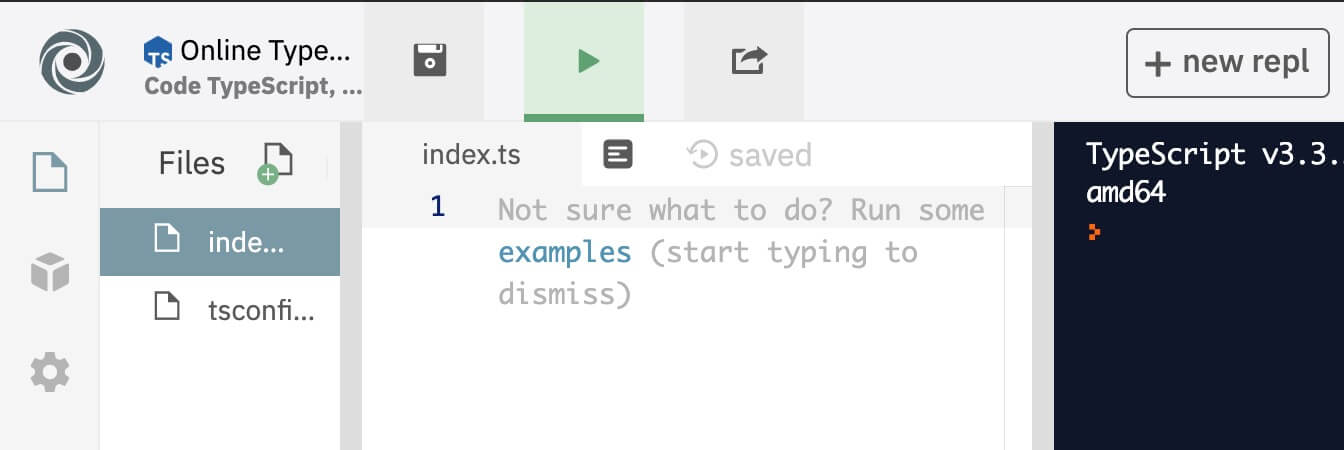 TS Online Type...
Code TypeScript, ...
+ new repl
Files
index.ts
saved
TypeScript v3.3.
amd64
inde...
1
Not sure what to do? Run some
examples (start typing to
dismiss)
tsconfi...